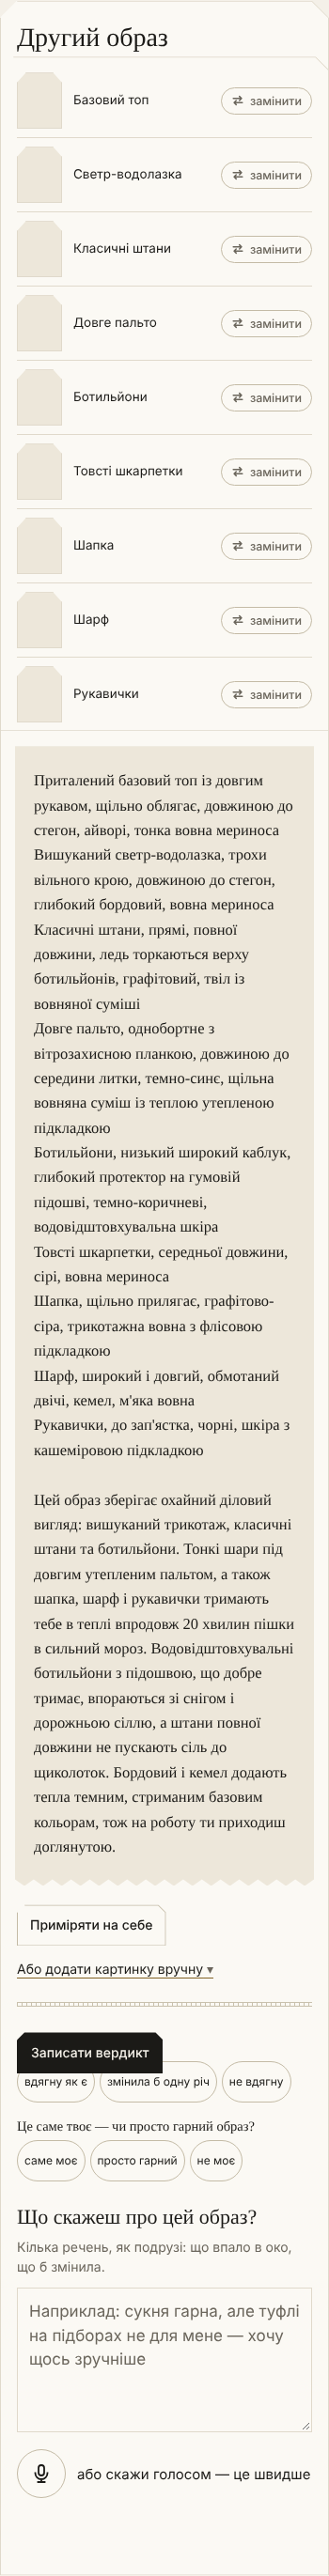 Другий образ
Базовий топ
⇄ замінити
Светр-водолазка
⇄ замінити
Класичні штани
⇄ замінити
Довге пальто
⇄ замінити
Ботильйони
⇄ замінити
Товсті шкарпетки
⇄ замінити
Шапка
⇄ замінити
Шарф
⇄ замінити
Рукавички
⇄ замінити
Приталений базовий топ із довгим
рукавом, щільно облягає, довжиною до
стегон, айворі, тонка вовна мериноса
Вишуканий светр-водолазка, трохи
вільного крою, довжиною до стегон,
глибокий бордовий, вовна мериноса
Класичні штани, прямі, повної
довжини, ледь торкаються верху
ботильйонів, графітовий, твіл із
вовняної суміші
Довге пальто, однобортне з
вітрозахисною планкою, довжиною до
середини литки, темно-синє, щільна
вовняна суміш із теплою утепленою
підкладкою
Ботильйони, низький широкий каблук,
глибокий протектор на гумовій
підошві, темно-коричневі,
водовідштовхувальна шкіра
Товсті шкарпетки, середньої довжини,
сірі, вовна мериноса
Шапка, щільно прилягає, графітово-
сіра, трикотажна вовна з флісовою
підкладкою
Шарф, широкий і довгий, обмотаний
двічі, кемел, м'яка вовна
Рукавички, до зап'ястка, чорні, шкіра з
кашеміровою підкладкою
Цей образ зберігає охайний діловий
вигляд: вишуканий трикотаж, класичні
штани та ботильйони. Тонкі шари під
довгим утепленим пальтом, а також
шапка, шарф і рукавички тримають
тебе в теплі впродовж 20 хвилин пішки
в сильний мороз. Водовідштовхувальні
ботильйони з підошвою, що добре
тримає, впораються зі снігом і
дорожньою сіллю, а штани повної
довжини не пускають сіль до
щиколоток. Бордовий і кемел додають
тепла темним, стриманим базовим
кольорам, тож на роботу ти приходиш
доглянутою.
Приміряти на себе
Або додати картинку вручну ▾
Записати вердикт
вдягну як є
змінила б одну річ
не вдягну
Це саме твоє — чи просто гарний образ?
саме моє
просто гарний
не моє
Що скажеш про цей образ?
Кілька речень, як подрузі: що впало в око,
що б змінила.
Наприклад: сукня гарна, але туфлі
на підборах не для мене — хочу
щось зручніше
або скажи голосом — це швидше